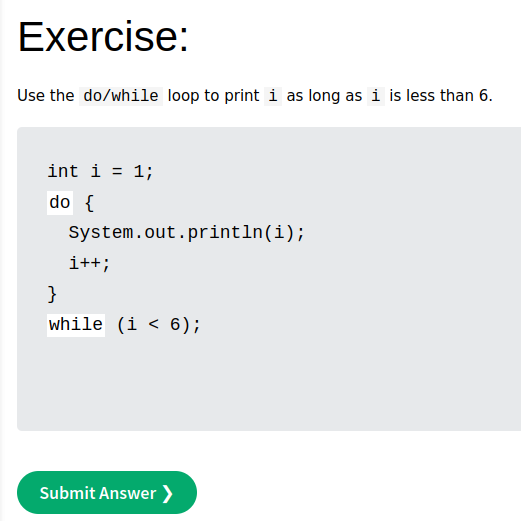 Exercise:
Use the do/while loop to print i as long as i is less than 6.
int i = 1;
do {
  System.out.println(i);
  i++;
}
while (i < 6);
Submit Answer ❯